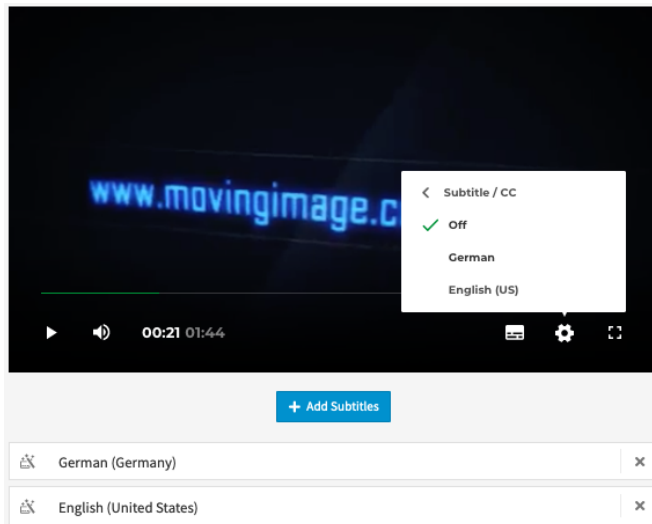 www.movingimage.c
Subtitle / CC
Off
German
English (US)
00:21 01:44
Add Subtitles
German (Germany)
English (United States)